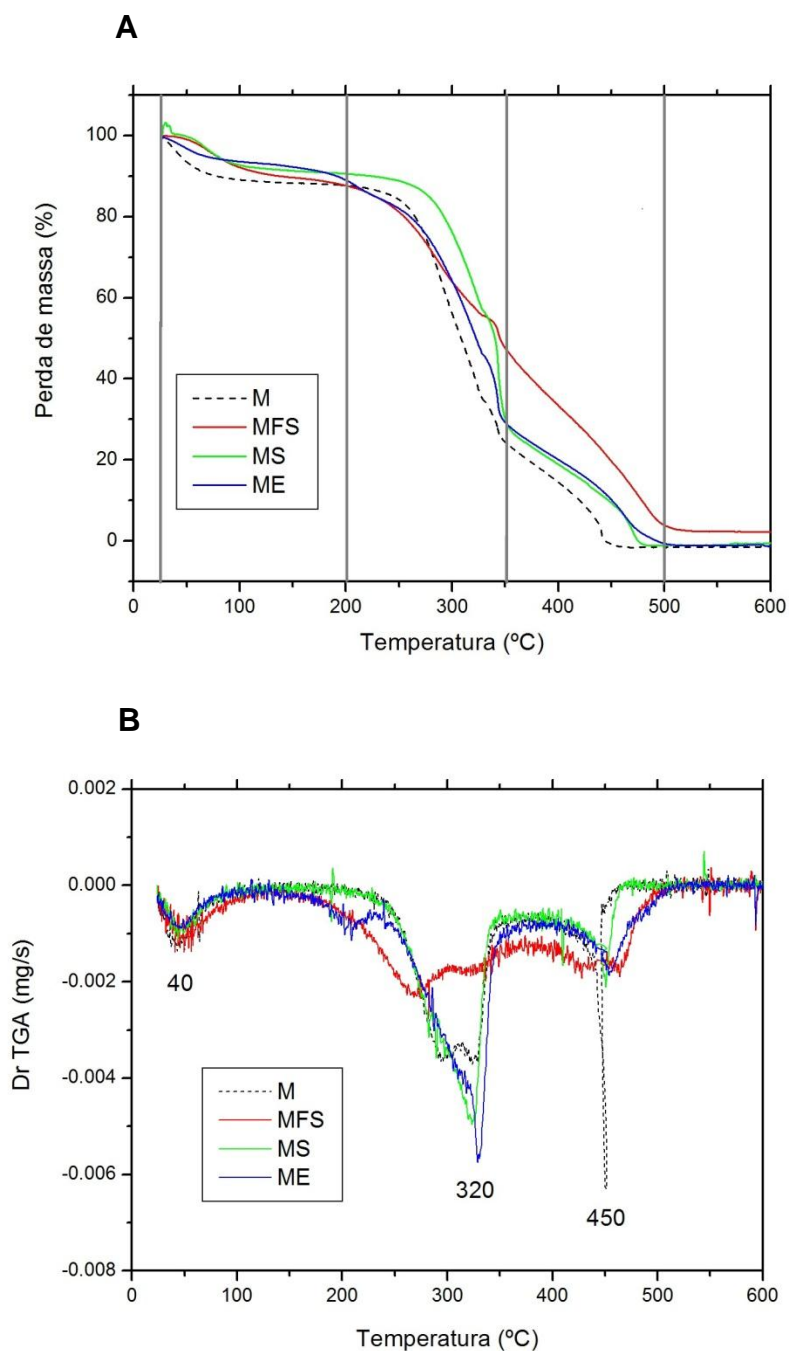 A
Perda de massa (%)
100
80
60
40
20
0
M
MFS
MS
ME
0 100 200 300 400 500 600
Temperatura (ºC)
B
Dr TGA (mg/s)
0.002
0.000
-0.002
-0.004
-0.006
-0.008
40
320
450
M
MFS
MS
ME
0 100 200 300 400 500 600
Temperatura (ºC)